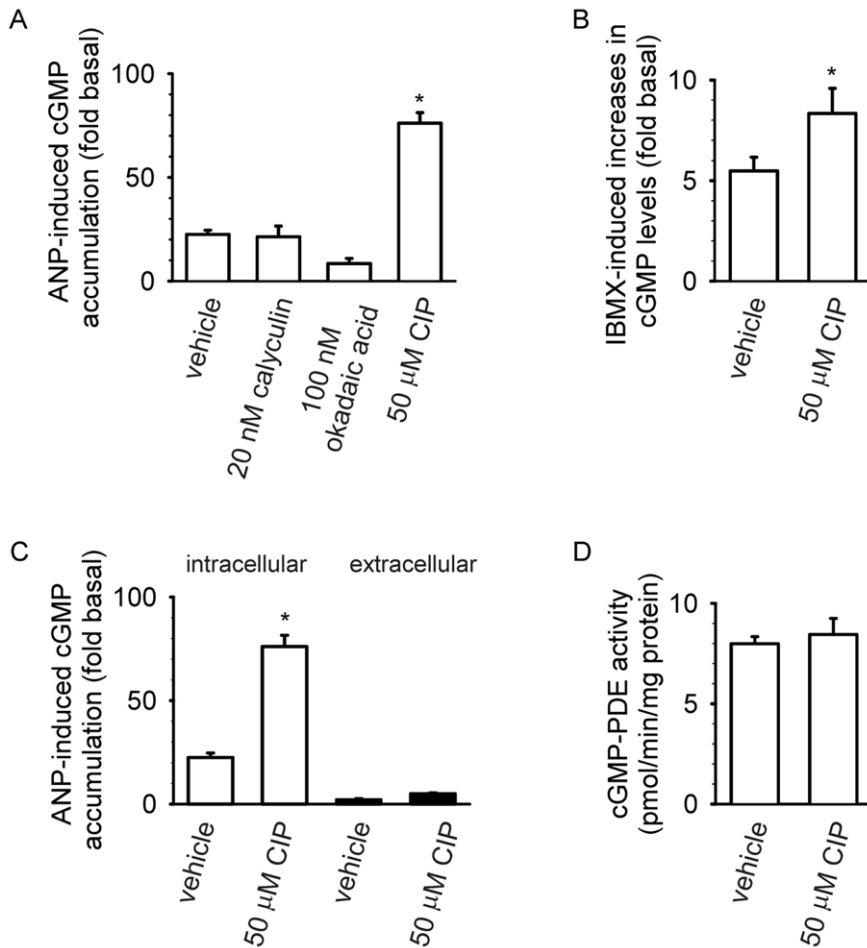 A
ANP-induced cGMP
accumulation (fold basal)
100
50
0
*
vehicle
20 nM calyculin
100 nM
okadaic acid
50 μM CIP
B
IBMX-induced increases in
cGMP levels (fold basal)
10
5
0
*
vehicle
50 μM CIP
C
ANP-induced cGMP
accumulation (fold basal)
intracellular
extracellular
100
50
0
*
vehicle
50 μM CIP
vehicle
50 μM CIP
D
cGMP-PDE activity
(pmol/min/mg protein)
10
5
0
vehicle
50 μM CIP